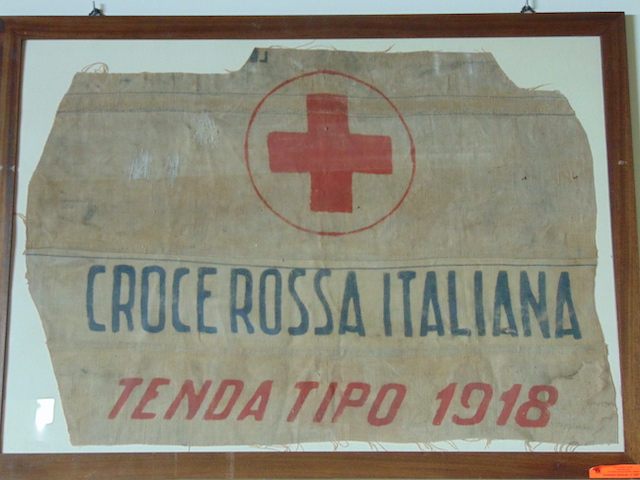 CROCE ROSSA ITALIANA
TENDA TIPO 1918